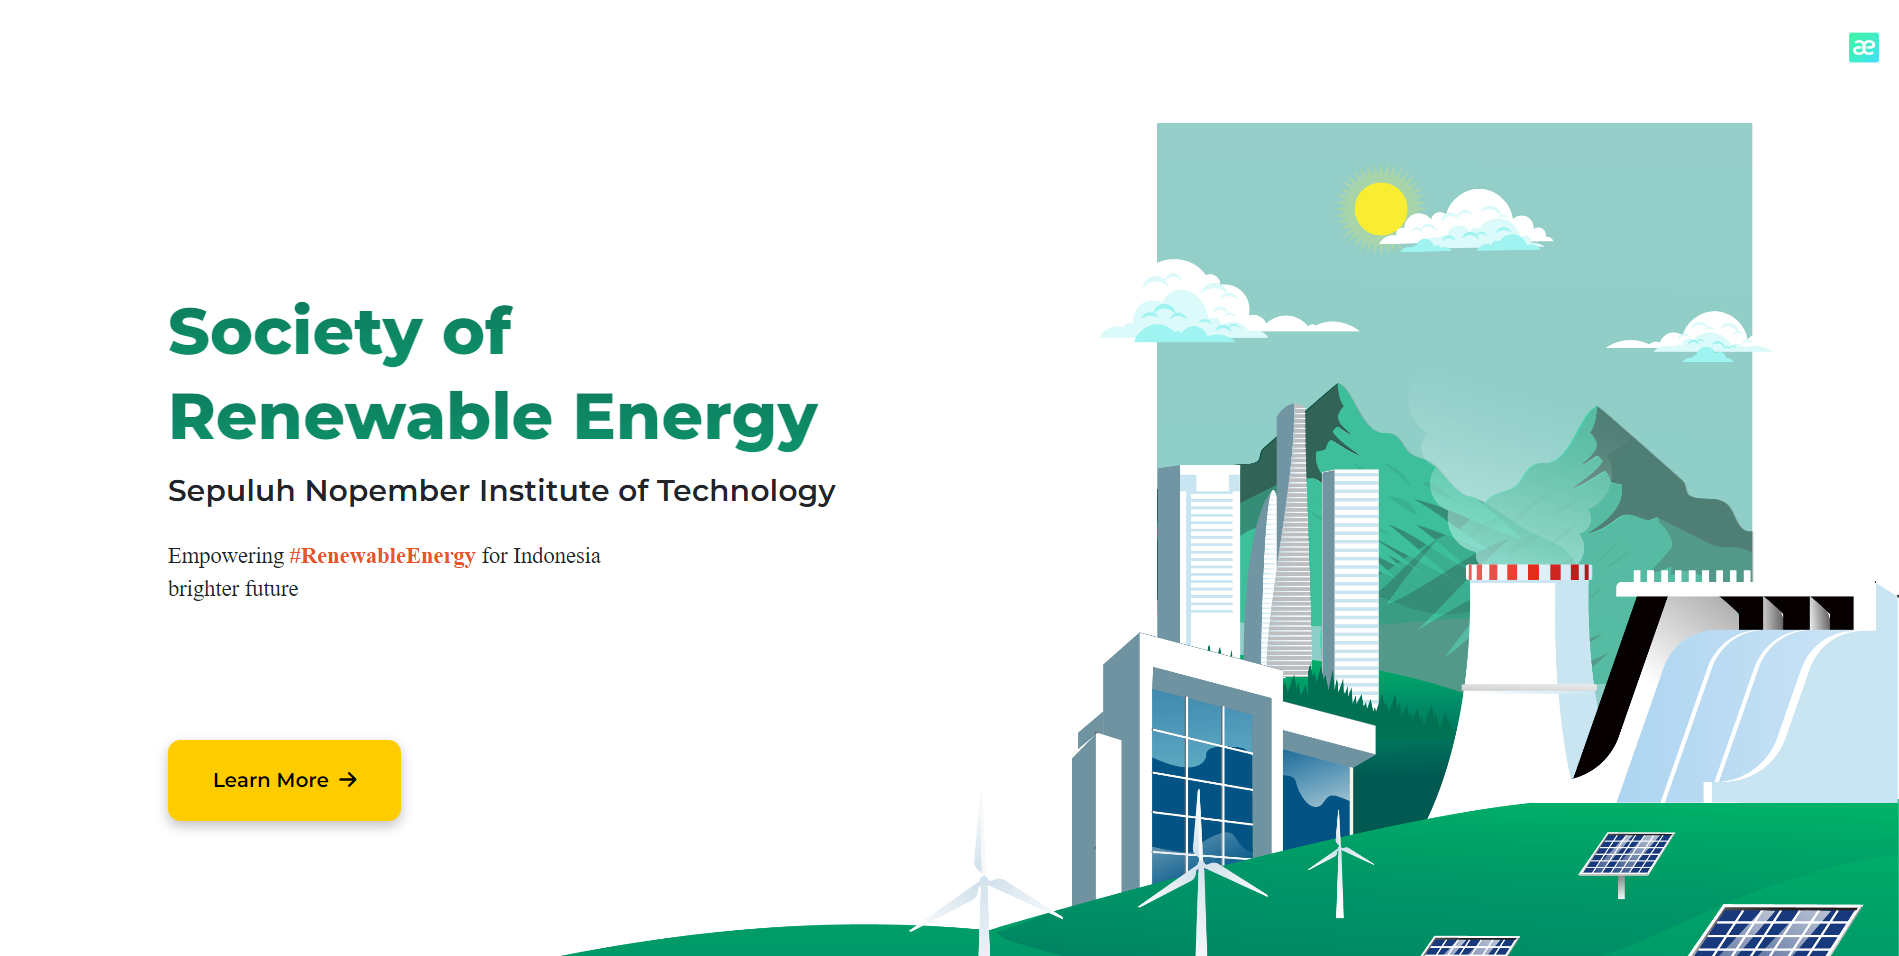 æ
Society of
Renewable Energy
Sepuluh Nopember Institute of Technology
Empowering #RenewableEnergy for Indonesia
brighter future
Learn More →